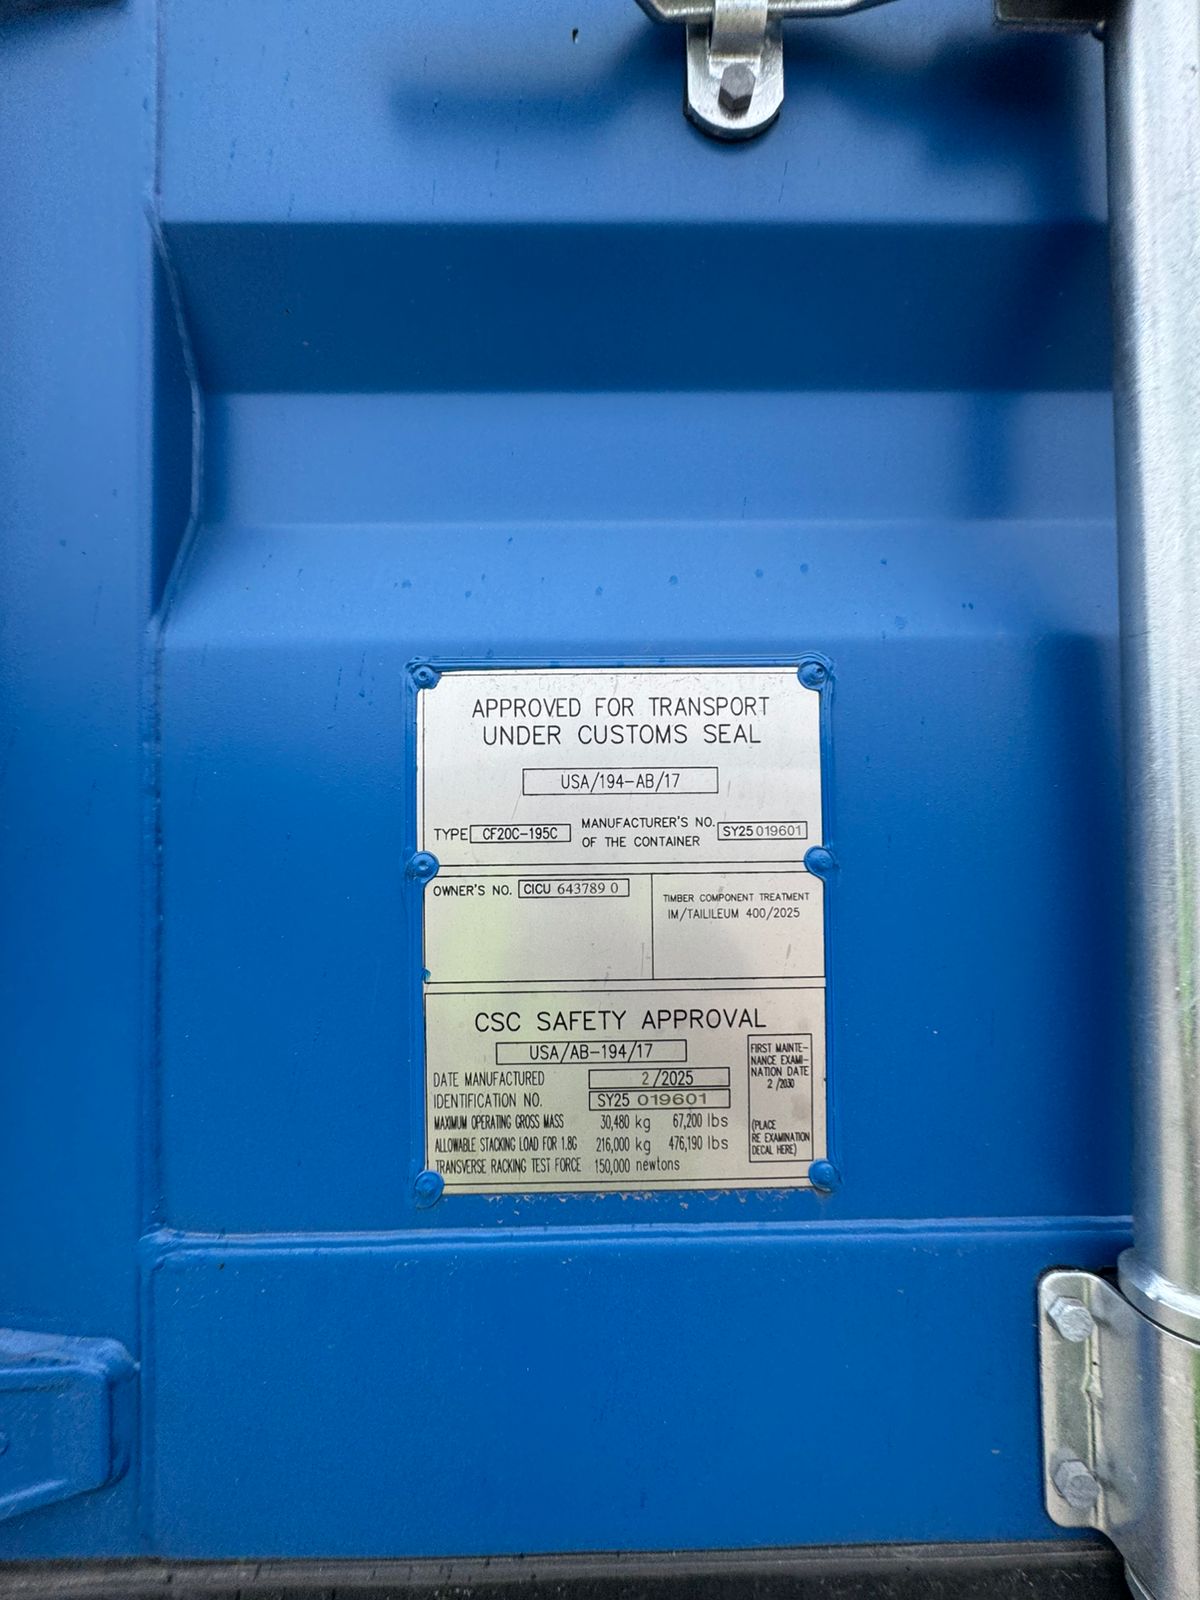 APPROVED FOR TRANSPORT
UNDER CUSTOMS SEAL
USA/194-AB/17
TYPE CF20C-195C MANUFACTURER'S NO. OF THE CONTAINER SY25 019601
OWNER'S NO. CICU 643789 0
TIMBER COMPONENT TREATMENT
IM/TAILILEUM 400/2025
CSC SAFETY APPROVAL
USA/AB-194/17
DATE MANUFACTURED 2/2025
IDENTIFICATION NO. SY25 019601
MAXIMUM OPERATING GROSS MASS 30,480 kg 67,200 lbs
ALLOWABLE STACKING LOAD FOR 1.8G 216,000 kg 476,190 lbs
TRANSVERSE RACKING TEST FORCE 150,000 newtons
FIRST MAINTE-
NANCE EXAMI-
NATION DATE
2 /2030
(PLACE
RE EXAMINATION
DECAL HERE)